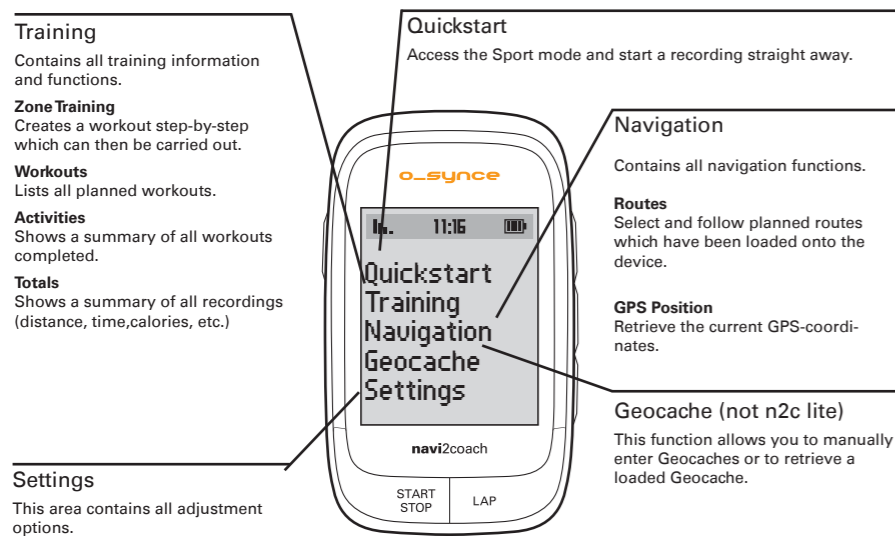 Training
Contains all training information
and functions.
Zone Training
Creates a workout step-by-step
which can then be carried out.
Workouts
Lists all planned workouts.
Activities
Shows a summary of all workouts
completed.
Totals
Shows a summary of all recordings
(distance, time,calories, etc.)
Settings
This area contains all adjustment
options.
Quickstart
Access the Sport mode and start a recording straight away.
o_synce
11:16
Quickstart
Training
Navigation
Geocache
Settings
navi2coach
START
STOP
LAP
Navigation
Contains all navigation functions.
Routes
Select and follow planned routes
which have been loaded onto the
device.
GPS Position
Retrieve the current GPS-coordi-
nates.
Geocache (not n2c lite)
This function allows you to manually
enter Geocaches or to retrieve a
loaded Geocache.